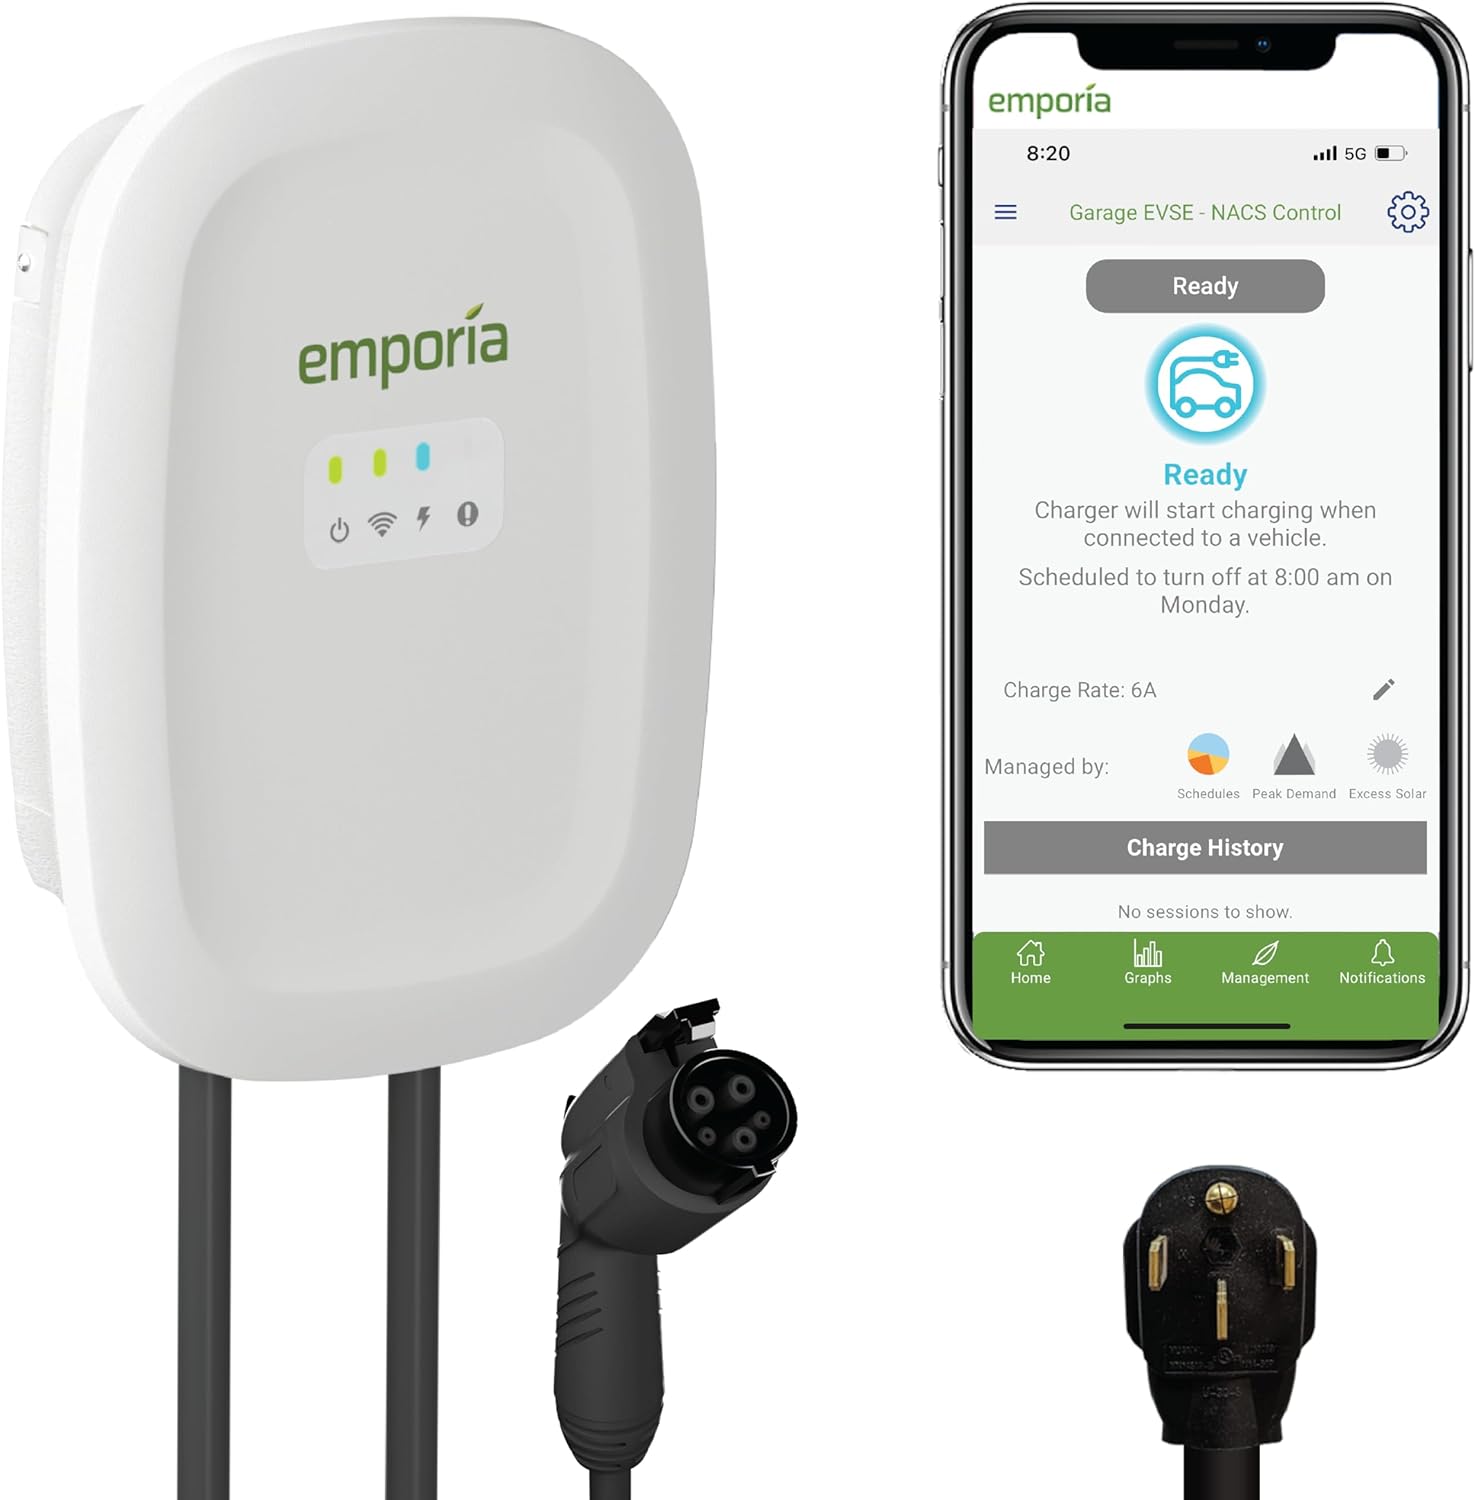 emporia
emporia
8:20
5G
Garage EVSE - NACS Control
Ready
Ready
Charger will start charging when
connected to a vehicle.
Scheduled to turn off at 8:00 am on
Monday.
Charge Rate: 6A
Managed by:
Schedules Peak Demand Excess Solar
Charge History
No sessions to show.
Home Graphs Management Notifications